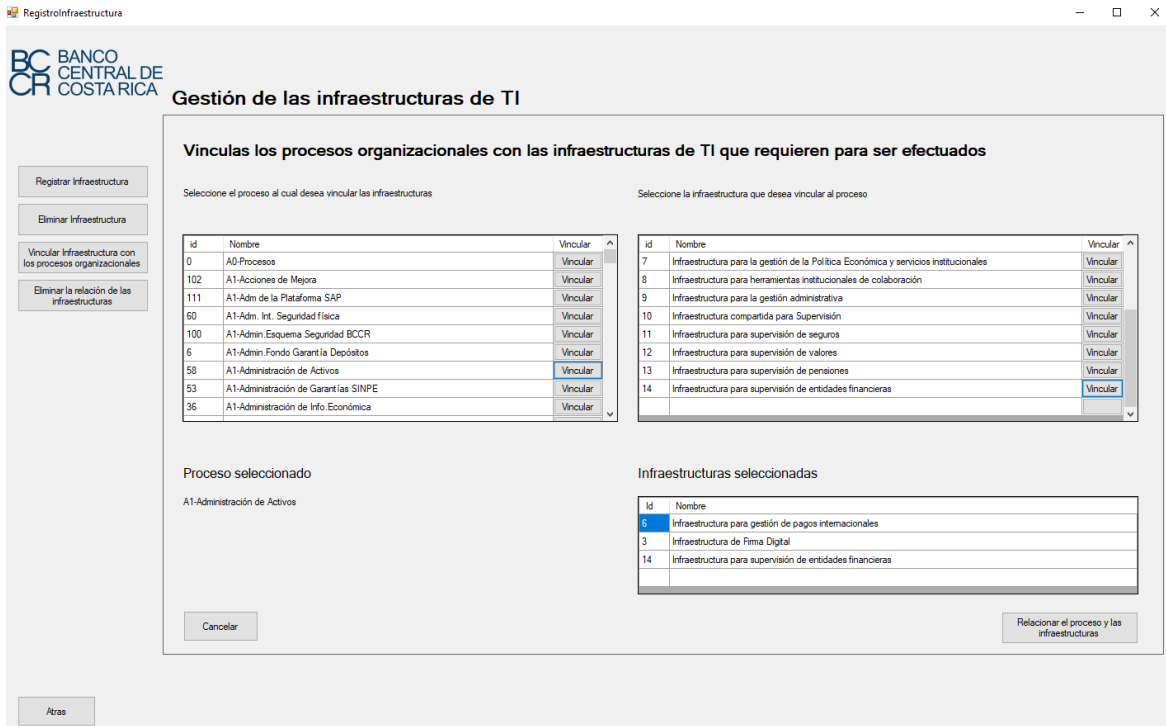 RegistroInfraestructura
BANCO
CENTRAL DE
COSTA RICA
BC
CR
Gestión de las infraestructuras de TI
Vinculas los procesos organizacionales con las infraestructuras de TI que requieren para ser efectuados
Registrar Infraestructura
Eliminar Infraestructura
Vincular Infraestructura con
los procesos organizacionales
Eliminar la relación de las
infraestructuras
Seleccione el proceso al cual desea vincular las infraestructuras
id Nombre Vincular
0 A0-Procesos Vincular
102 A1-Acciones de Mejora Vincular
111 A1-Adm de la Plataforma SAP Vincular
60 A1-Adm. Int. Seguridad física Vincular
100 A1-Admin.Esquema Seguridad BCCR Vincular
6 A1-Admin.Fondo Garantía Depósitos Vincular
58 A1-Administración de Activos Vincular
53 A1-Administración de Garantías SINPE Vincular
36 A1-Administración de Info.Económica Vincular
Seleccione la infraestructura que desea vincular al proceso
id Nombre Vincular
7 Infraestructura para la gestión de la Política Económica y servicios institucionales Vincular
8 Infraestructura para herramientas institucionales de colaboración Vincular
9 Infraestructura para la gestión administrativa Vincular
10 Infraestructura compartida para Supervisión Vincular
11 Infraestructura para supervisión de seguros Vincular
12 Infraestructura para supervisión de valores Vincular
13 Infraestructura para supervisión de pensiones Vincular
14 Infraestructura para supervisión de entidades financieras Vincular
Proceso seleccionado
A1-Administración de Activos
Infraestructuras seleccionadas
Id Nombre
6 Infraestructura para gestión de pagos internacionales
3 Infraestructura de Firma Digital
14 Infraestructura para supervisión de entidades financieras
Cancelar
Relacionar el proceso y las
infraestructuras
Atras